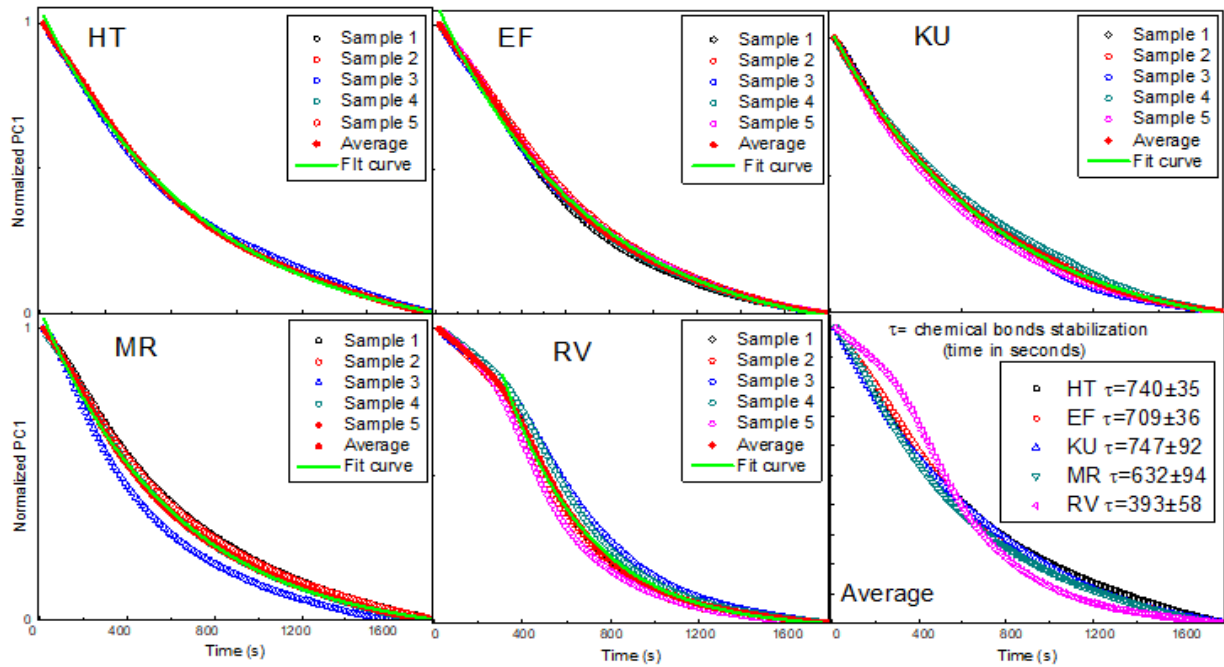 1
Normalized PC1
0
HT
Sample 1
Sample 2
Sample 3
Sample 4
Sample 5
Average
FIt curve
EF
Sample 1
Sample 2
Sample 3
Sample 4
Sample 5
Average
Fit curve
KU
Sample 1
Sample 2
Sample 3
Sample 4
Sample 5
Average
Fit curve
1
Normalized PC1
0
MR
Sample 1
Sample 2
Sample 3
Sample 4
Sample 5
Average
Fit curve
0 400 800 1200 1600
Time (s)
RV
Sample 1
Sample 2
Sample 3
Sample 4
Sample 5
Average
Fit curve
0 400 800 1200 1600
Time (s)
τ= chemical bonds stabilization
(time in seconds)
HT τ=740±35
EF τ=709±36
KU τ=747±92
MR τ=632±94
RV τ=393±58
Average
0 400 800 1200 1600
Time (s)